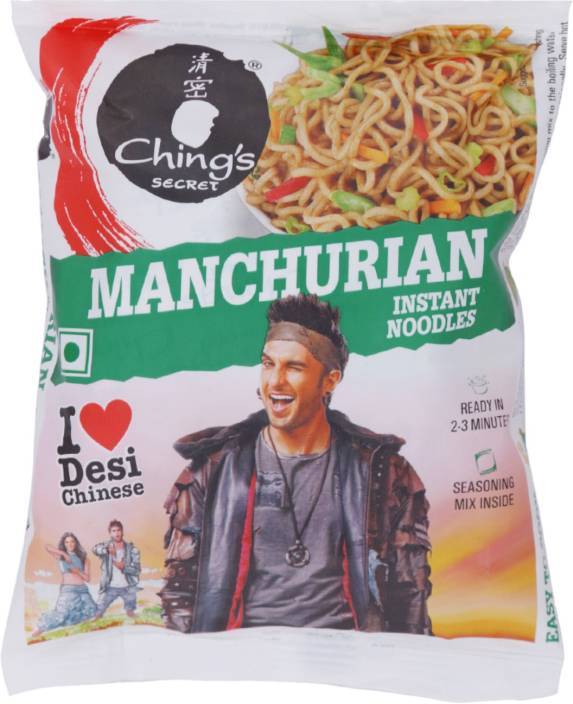 清
密
®
Ching's
SECRET
MANCHURIAN
INSTANT
NOODLES
I
Desi
Chinese
READY IN
2-3 MINUTE
SEASONING
MIX INSIDE